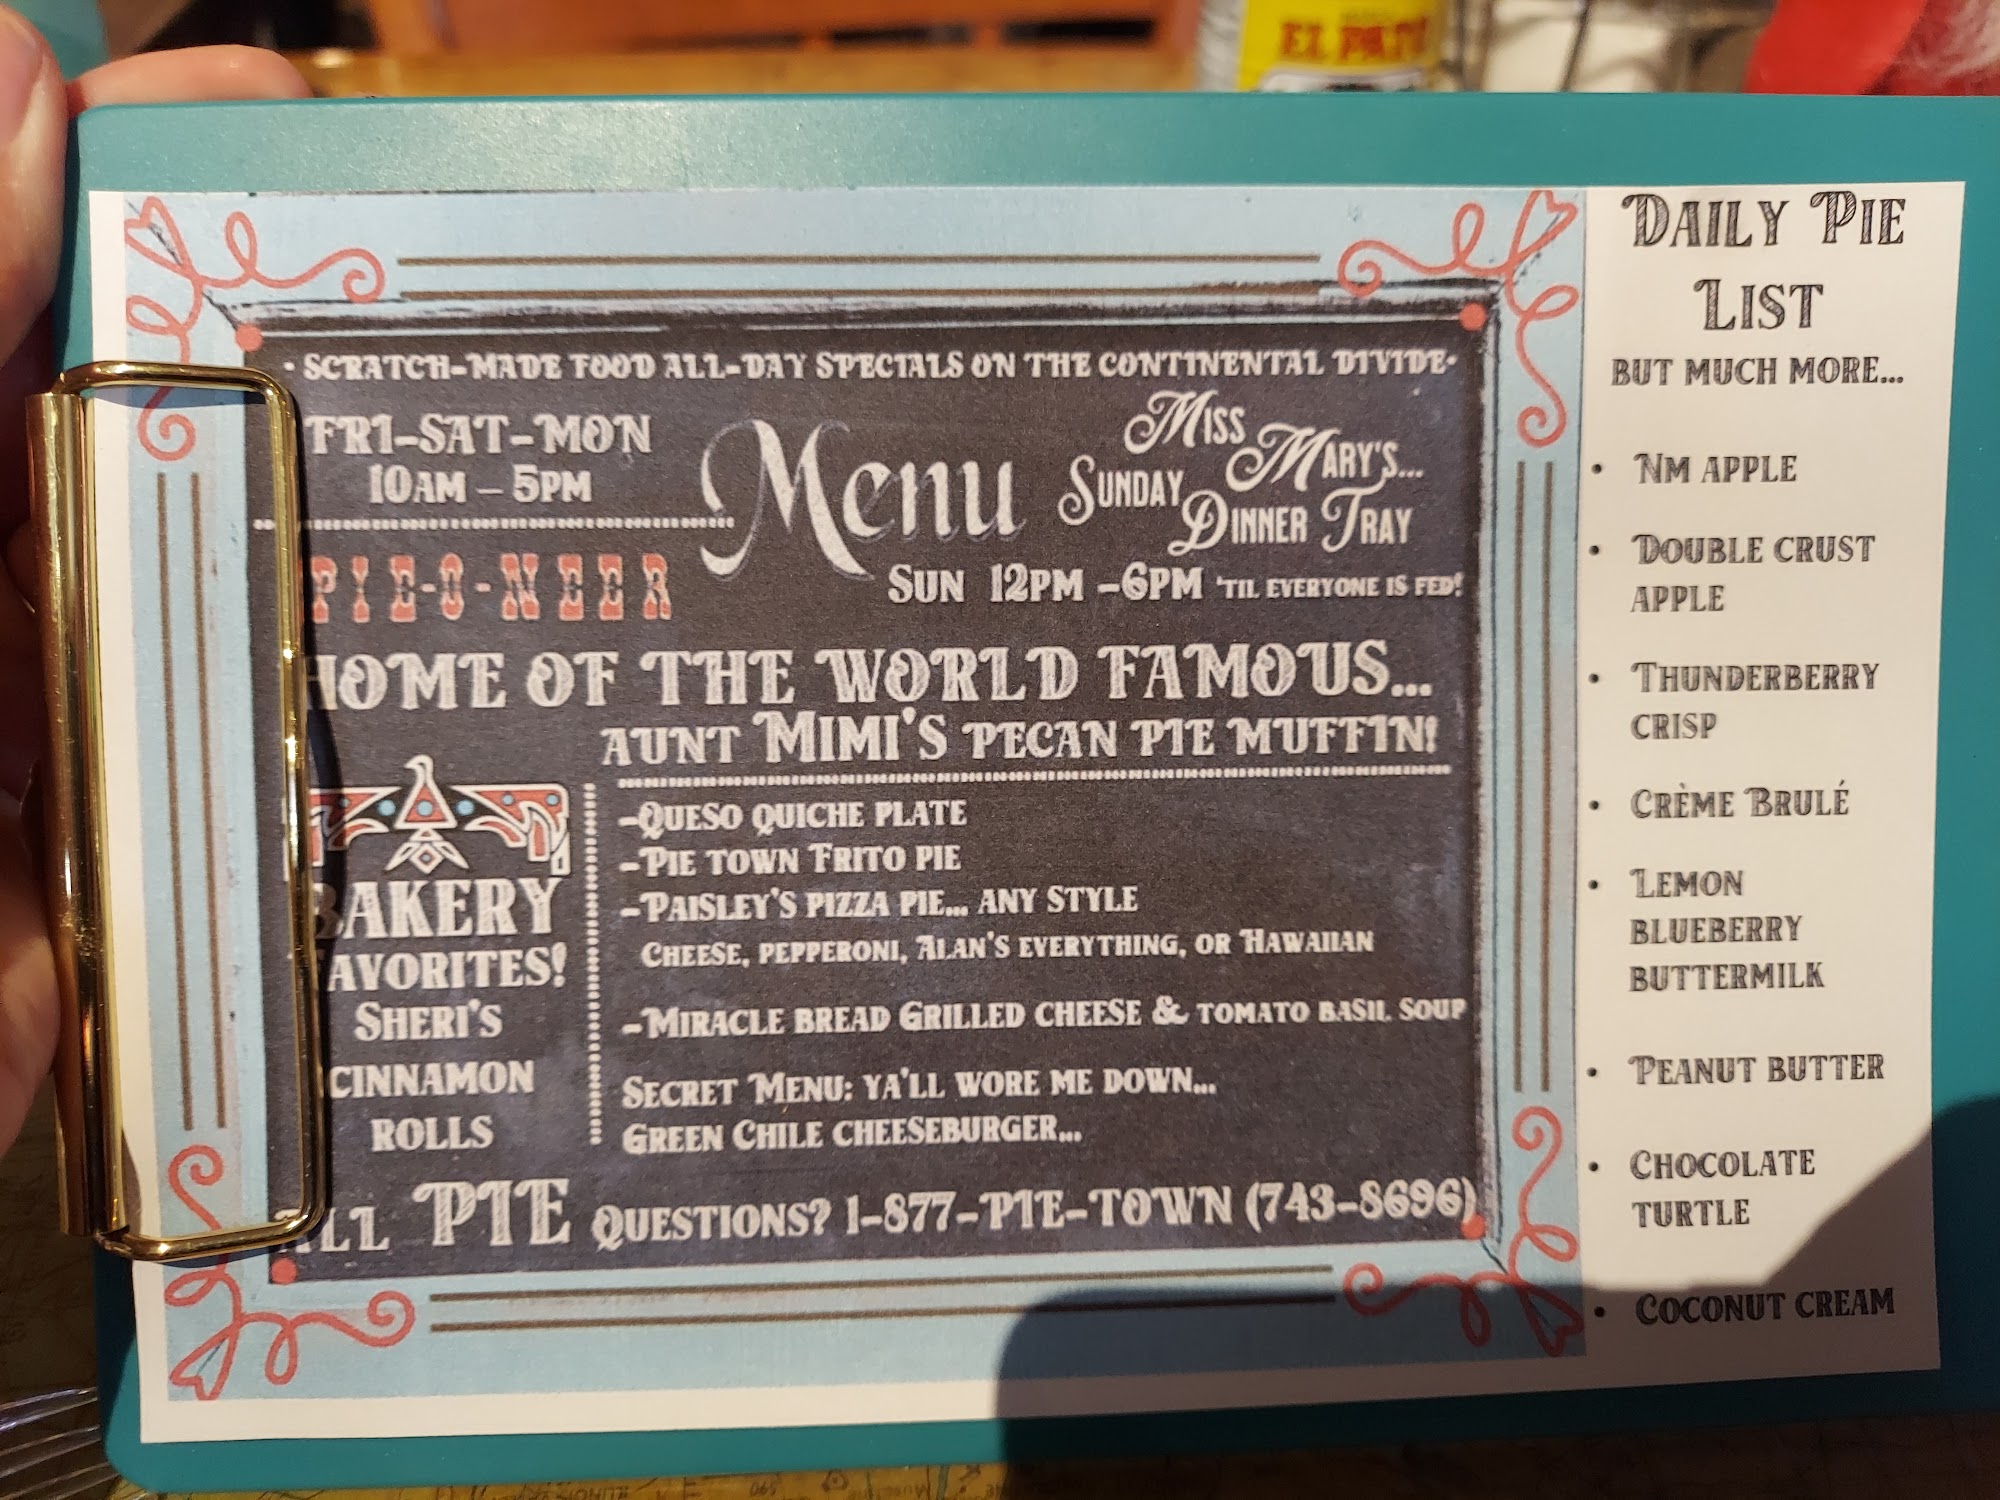 EL PATO
· SCRATCH-MADE FOOD ALL-DAY SPECIALS ON THE CONTINENTAL DIVIDE·
FRI-SAT-MON
10AM – 5PM
Menu
MISS
MARY'S...
SUNDAY
DINNER TRAY
SUN 12PM –6PM 'TIL EVERYONE IS FED!
PIE-O-NEER
HOME OF THE WORLD FAMOUS...
AUNT MIMI'S PECAN PIE MUFFIN!
BAKERY
FAVORITES!
SHERI'S
CINNAMON
ROLLS
-QUESO QUICHE PLATE
-PIE TOWN FRITO PIE
-PAISLEY'S PIZZA PIE... ANY STYLE
CHEESE, PEPPERONI, ALAN'S EVERYTHING, OR HAWAIIAN
-MIRACLE BREAD GRILLED CHEESE & TOMATO BASIL SOUP
SECRET MENU: YA'LL WORE ME DOWN...
GREEN CHILE CHEESEBURGER...
ALL PIE QUESTIONS? 1-877-PIE-TOWN (743-8696)
DAILY PIE
LIST
BUT MUCH MORE...
• NM APPLE
• DOUBLE CRUST
APPLE
• THUNDERBERRY
CRISP
• CRÈME BRULÉ
• LEMON
BLUEBERRY
BUTTERMILK
• PEANUT BUTTER
• CHOCOLATE
TURTLE
• COCONUT CREAM